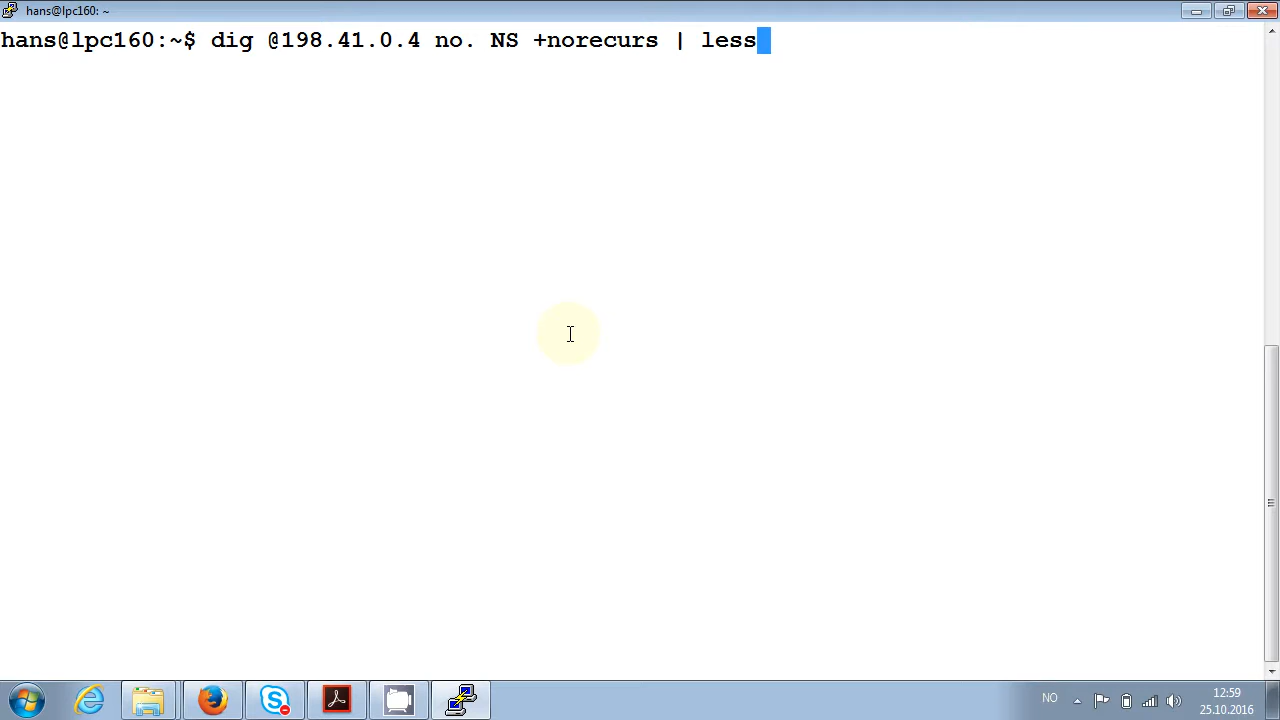 hans@lpc160: ~
hans@lpc160:~$ dig @198.41.0.4 no. NS +norecurs | less
NO
12:59
25.10.2016